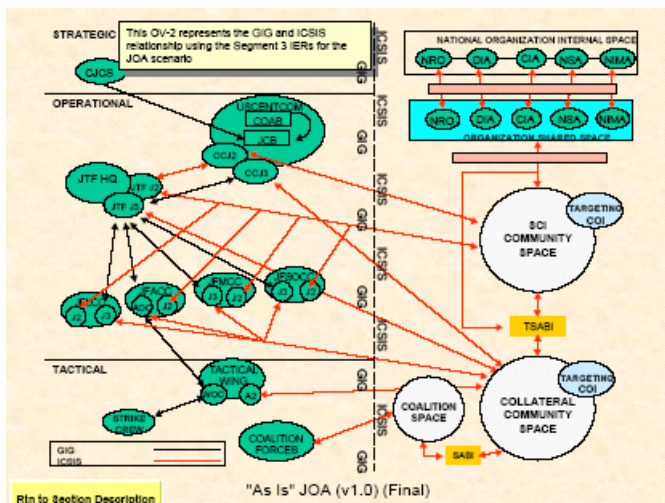 STRATEGIC
This OV-2 represents the GIG and ICSIS
relationship using the Segment 3 IERs for the
JOA scenario
CJCS
ICSIS
GIG
NATIONAL ORGANIZATION INTERNAL SPACE
NRO
DIA
CIA
NSA
NIMA
NRO
DIA
CIA
NSA
NIMA
ORGANIZATION SHARED SPACE
OPERATIONAL
USCENTCOM
COAB
JCB
CCJ2
CCJ3
ICSIS
GIG
JTF HQ
JTF J2
JTF J3
ICSIS
GIG
SCI
COMMUNITY
SPACE
TARGETING
COI
J2
J3
AOC
J2
JFMCC
J3
J2
JFSOCC
J3
J2
ICSIS
GIG
TSABI
TACTICAL
TACTICAL
WING
WOC
A2
STRIKE
CREW
COALITION
FORCES
ICSIS
GIG
COALITION
SPACE
SABI
COLLATERAL
COMMUNITY
SPACE
TARGETING
COI
GIG
ICSIS
"As Is" JOA (v1.0) (Final)
Rtn to Section Description